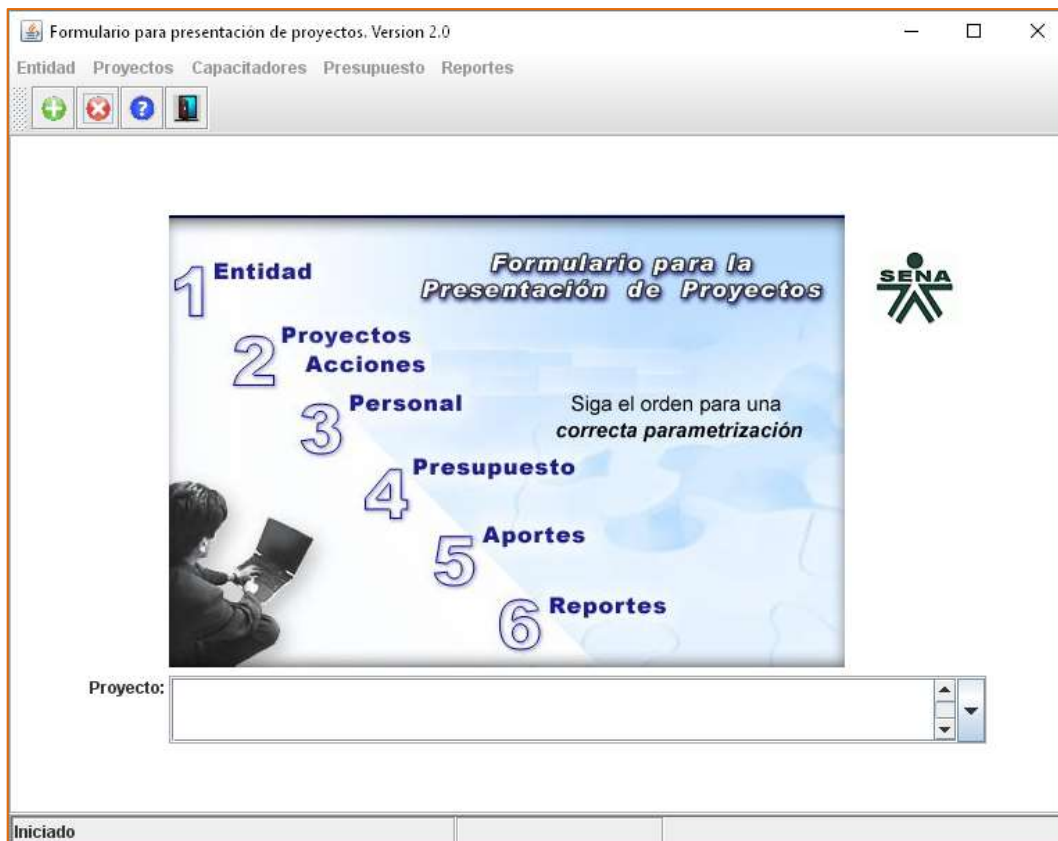 Formulario para presentación de proyectos. Version 2.0
Entidad Proyectos Capacitadores Presupuesto Reportes
?
Formulario para la
Presentación de Proyectos
SENA
1 Entidad
2 Proyectos
Acciones
3 Personal
Siga el orden para una
correcta parametrización
4 Presupuesto
5 Aportes
6 Reportes
Proyecto:
Iniciado